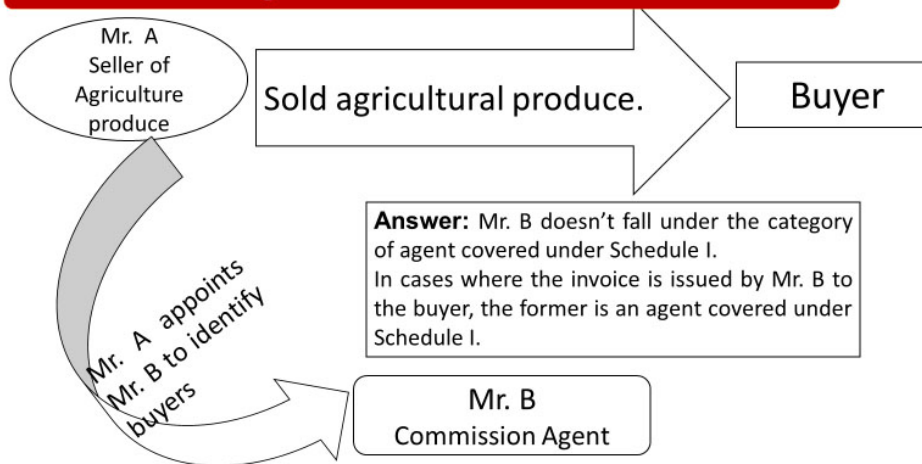 Mr. A
Seller of
Agriculture
produce
Sold agricultural produce.
Buyer
Answer: Mr. B doesn't fall under the category
of agent covered under Schedule I.
In cases where the invoice is issued by Mr. B to
the buyer, the former is an agent covered under
Schedule I.
Mr. A appoints
Mr. B to identify
buyers
Mr. B
Commission Agent